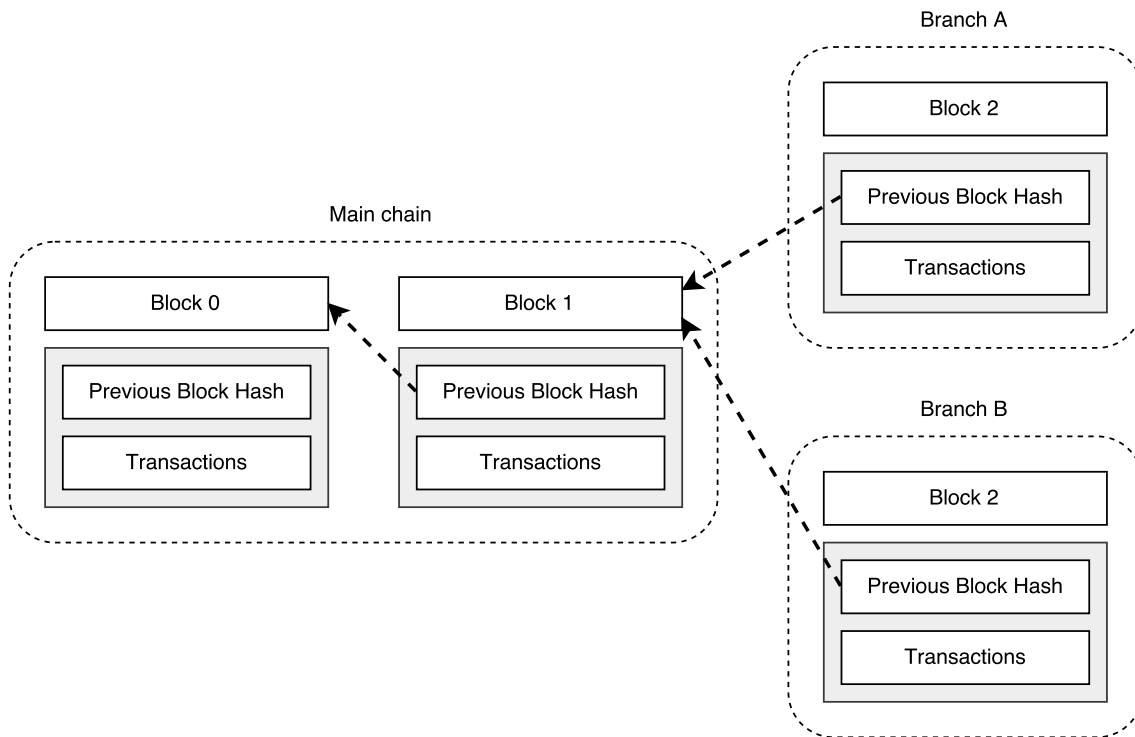 Main chain
Block 0
Previous Block Hash
Transactions
Block 1
Previous Block Hash
Transactions
Branch A
Block 2
Previous Block Hash
Transactions
Branch B
Block 2
Previous Block Hash
Transactions